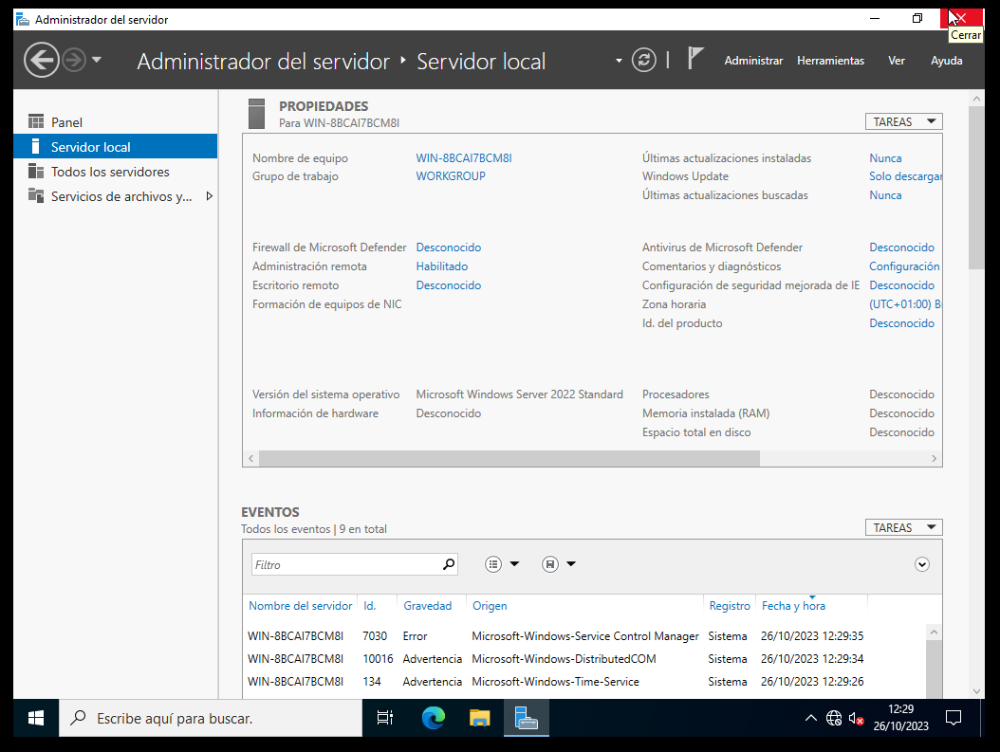 Administrador del servidor
Cerrar
Administrador del servidor Servidor local
Administrar Herramientas Ver Ayuda
Panel
Servidor local
Todos los servidores
Servicios de archivos y...
PROPIEDADES
Para WIN-8BCAI7BCM8I
TAREAS
Nombre de equipo WIN-8BCAI7BCM8I Últimas actualizaciones instaladas Nunca
Grupo de trabajo WORKGROUP Windows Update Solo descargar
Últimas actualizaciones buscadas Nunca
Firewall de Microsoft Defender Desconocido Antivirus de Microsoft Defender Desconocido
Administración remota Habilitado Comentarios y diagnósticos Configuración
Escritorio remoto Desconocido Configuración de seguridad mejorada de IE Desconocido
Formación de equipos de NIC Zona horaria (UTC+01:00) B
Id. del producto Desconocido
Versión del sistema operativo Microsoft Windows Server 2022 Standard Procesadores Desconocido
Información de hardware Desconocido Memoria instalada (RAM) Desconocido
Espacio total en disco Desconocido
EVENTOS
Todos los eventos | 9 en total
TAREAS
Filtro
Nombre del servidor Id. Gravedad Origen Registro Fecha y hora
WIN-8BCAI7BCM8I 7030 Error Microsoft-Windows-Service Control Manager Sistema 26/10/2023 12:29:35
WIN-8BCAI7BCM8I 10016 Advertencia Microsoft-Windows-DistributedCOM Sistema 26/10/2023 12:29:34
WIN-8BCAI7BCM8I 134 Advertencia Microsoft-Windows-Time-Service Sistema 26/10/2023 12:29:26
Escribe aquí para buscar.
12:29
26/10/2023